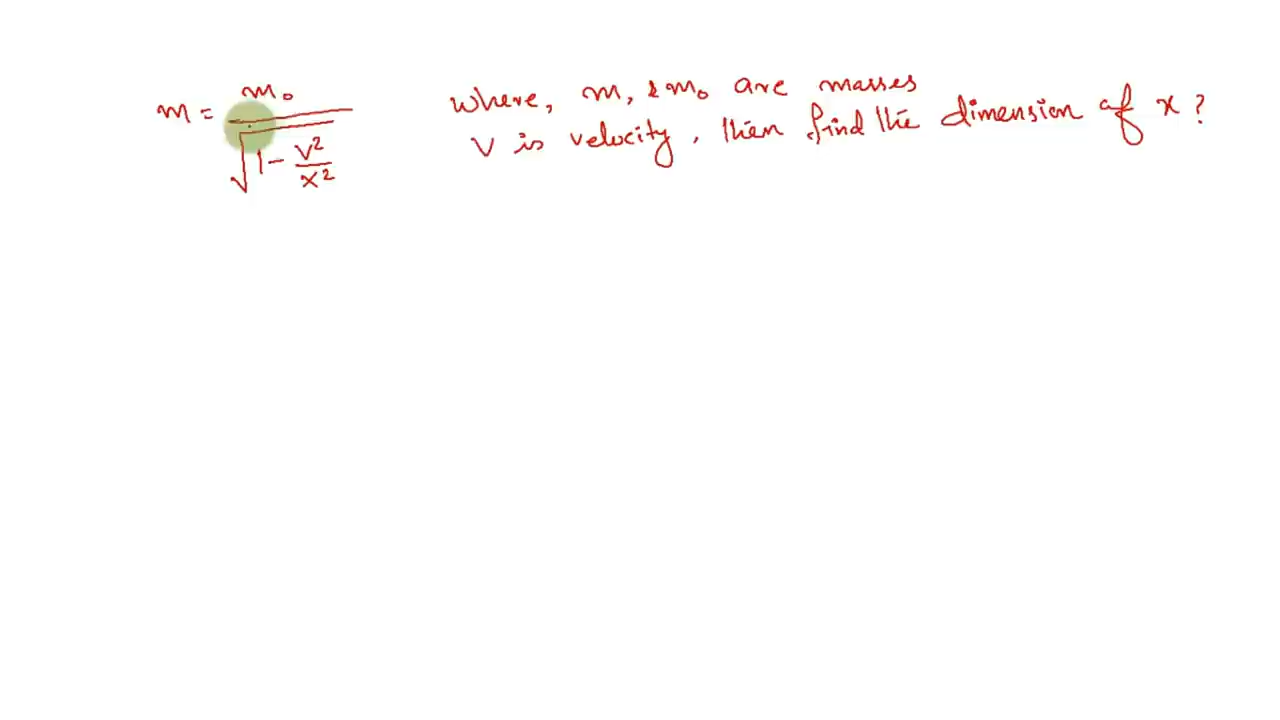 m = m₀ / √(1 - v²/x²)
where, m, & m₀ are masses
v is velocity, then find the dimension of x?